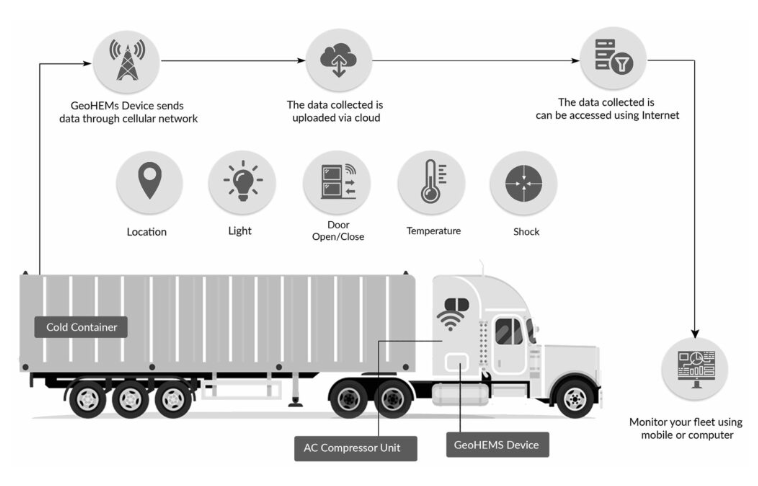 GeoHEMs Device sends
data through cellular network
The data collected is
uploaded via cloud
The data collected is
can be accessed using Internet
Location
Light
Door
Open/Close
Temperature
Shock
Cold Container
AC Compressor Unit
GeoHEMS Device
Monitor your fleet using
mobile or computer